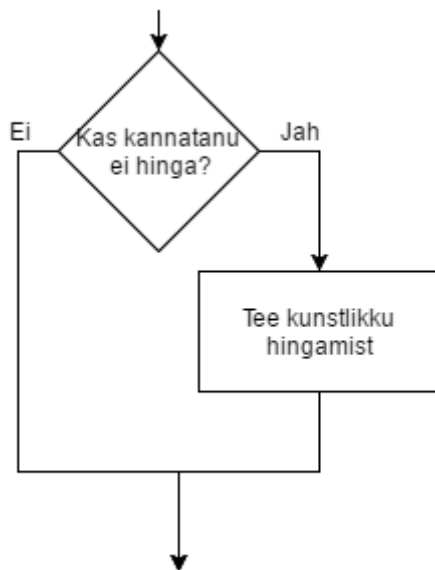 Ei
Jah
Kas kannatanu
ei hinga?
Tee kunstlikku
hingamist